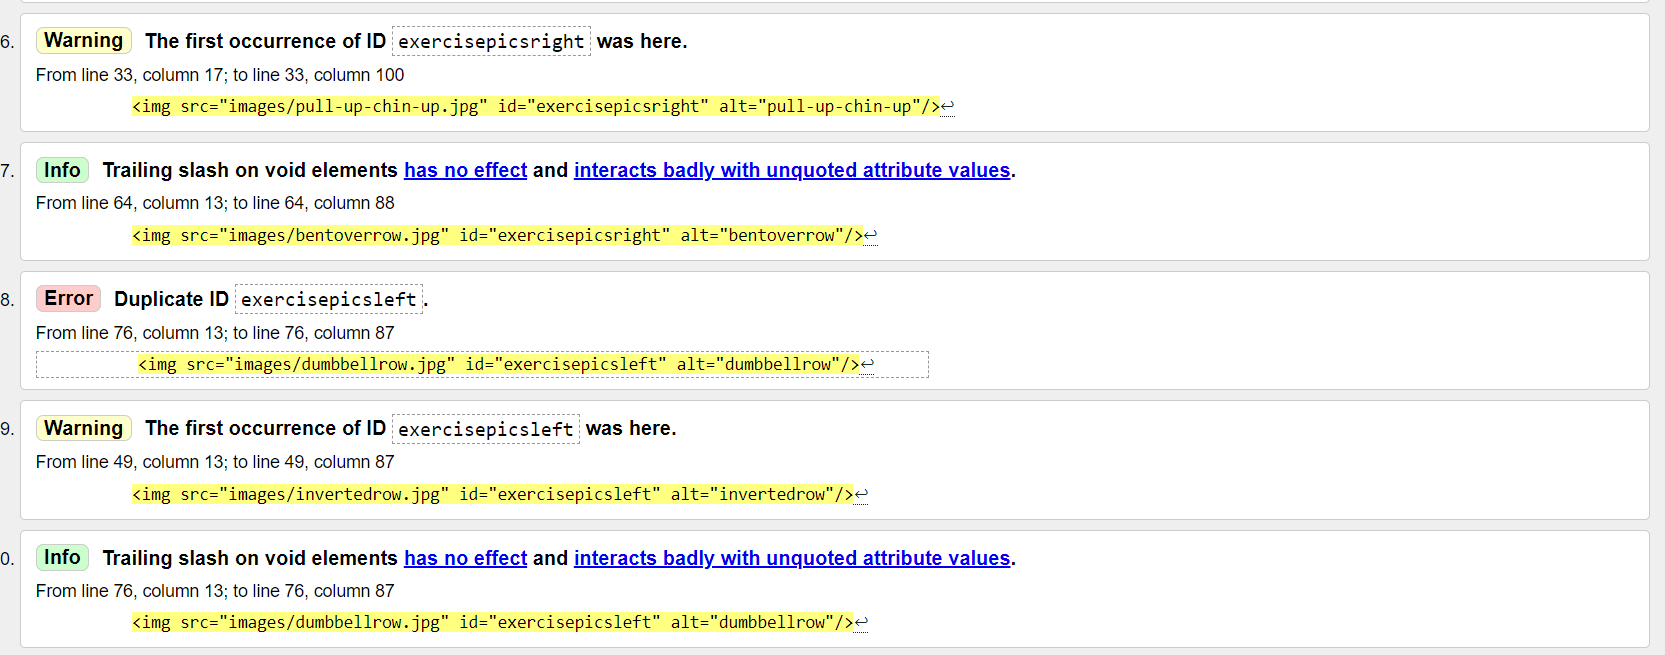 6. Warning The first occurrence of ID exercisepicsright was here.
From line 33, column 17; to line 33, column 100
<img src="images/pull-up-chin-up.jpg" id="exercisepicsright" alt="pull-up-chin-up"/>↩
7. Info Trailing slash on void elements has no effect and interacts badly with unquoted attribute values.
From line 64, column 13; to line 64, column 88
<img src="images/bentoverrow.jpg" id="exercisepicsright" alt="bentoverrow"/>↩
8. Error Duplicate ID exercisepicsleft.
From line 76, column 13; to line 76, column 87
<img src="images/dumbbellrow.jpg" id="exercisepicsleft" alt="dumbbellrow"/>↩
9. Warning The first occurrence of ID exercisepicsleft was here.
From line 49, column 13; to line 49, column 87
<img src="images/invertedrow.jpg" id="exercisepicsleft" alt="invertedrow"/>↩
0. Info Trailing slash on void elements has no effect and interacts badly with unquoted attribute values.
From line 76, column 13; to line 76, column 87
<img src="images/dumbbellrow.jpg" id="exercisepicsleft" alt="dumbbellrow"/>↩